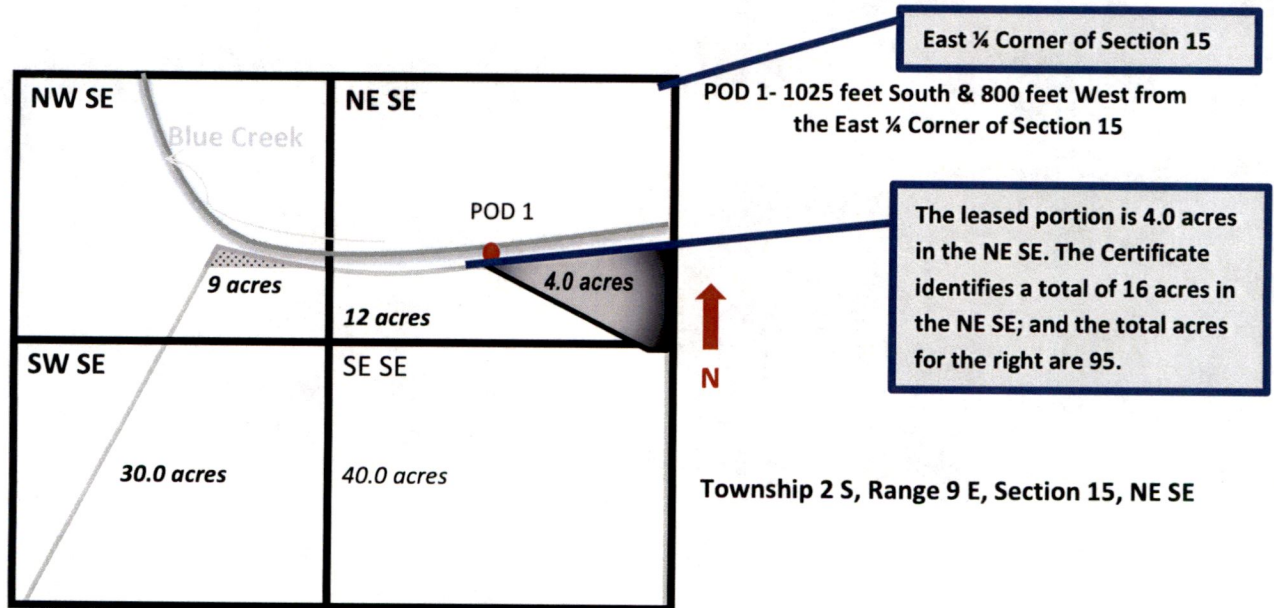 East ¼ Corner of Section 15
NW SE
NE SE
POD 1- 1025 feet South & 800 feet West from
the East ¼ Corner of Section 15
Blue Creek
POD 1
The leased portion is 4.0 acres
in the NE SE. The Certificate
identifies a total of 16 acres in
the NE SE; and the total acres
for the right are 95.
9 acres
4.0 acres
12 acres
SW SE
SE SE
N
30.0 acres
40.0 acres
Township 2 S, Range 9 E, Section 15, NE SE